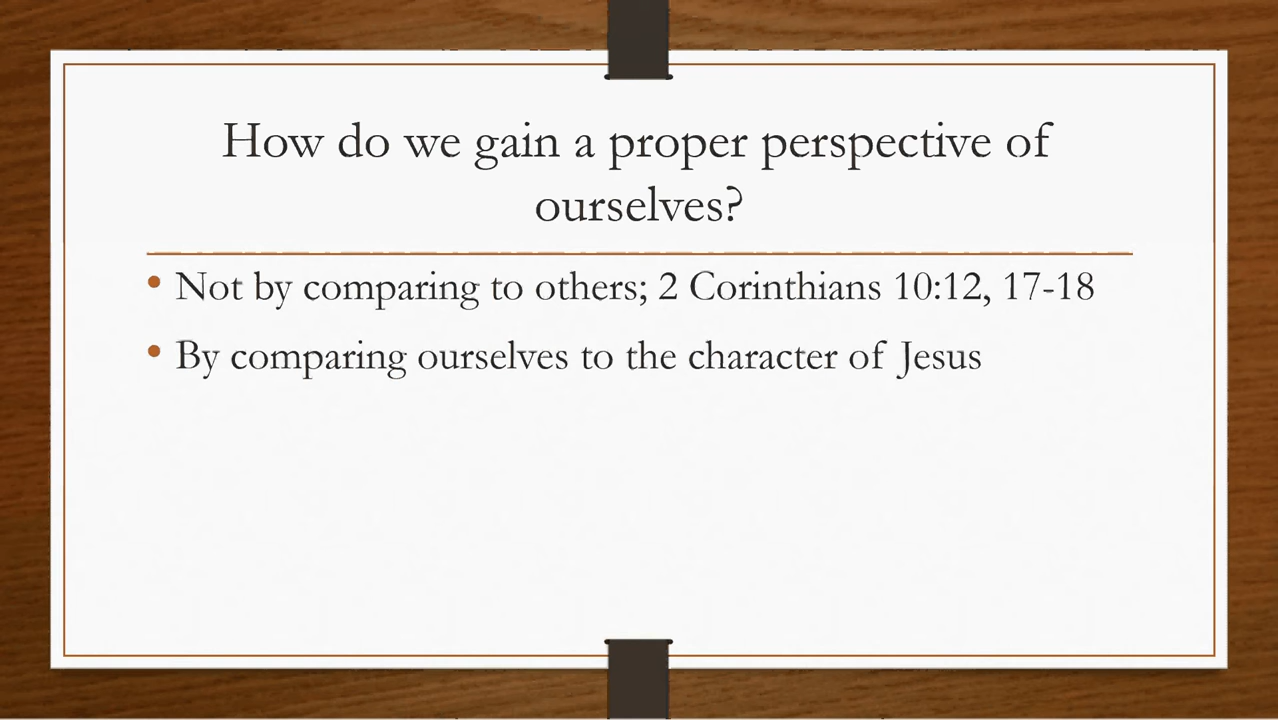 How do we gain a proper perspective of
ourselves?
• Not by comparing to others; 2 Corinthians 10:12, 17-18
• By comparing ourselves to the character of Jesus